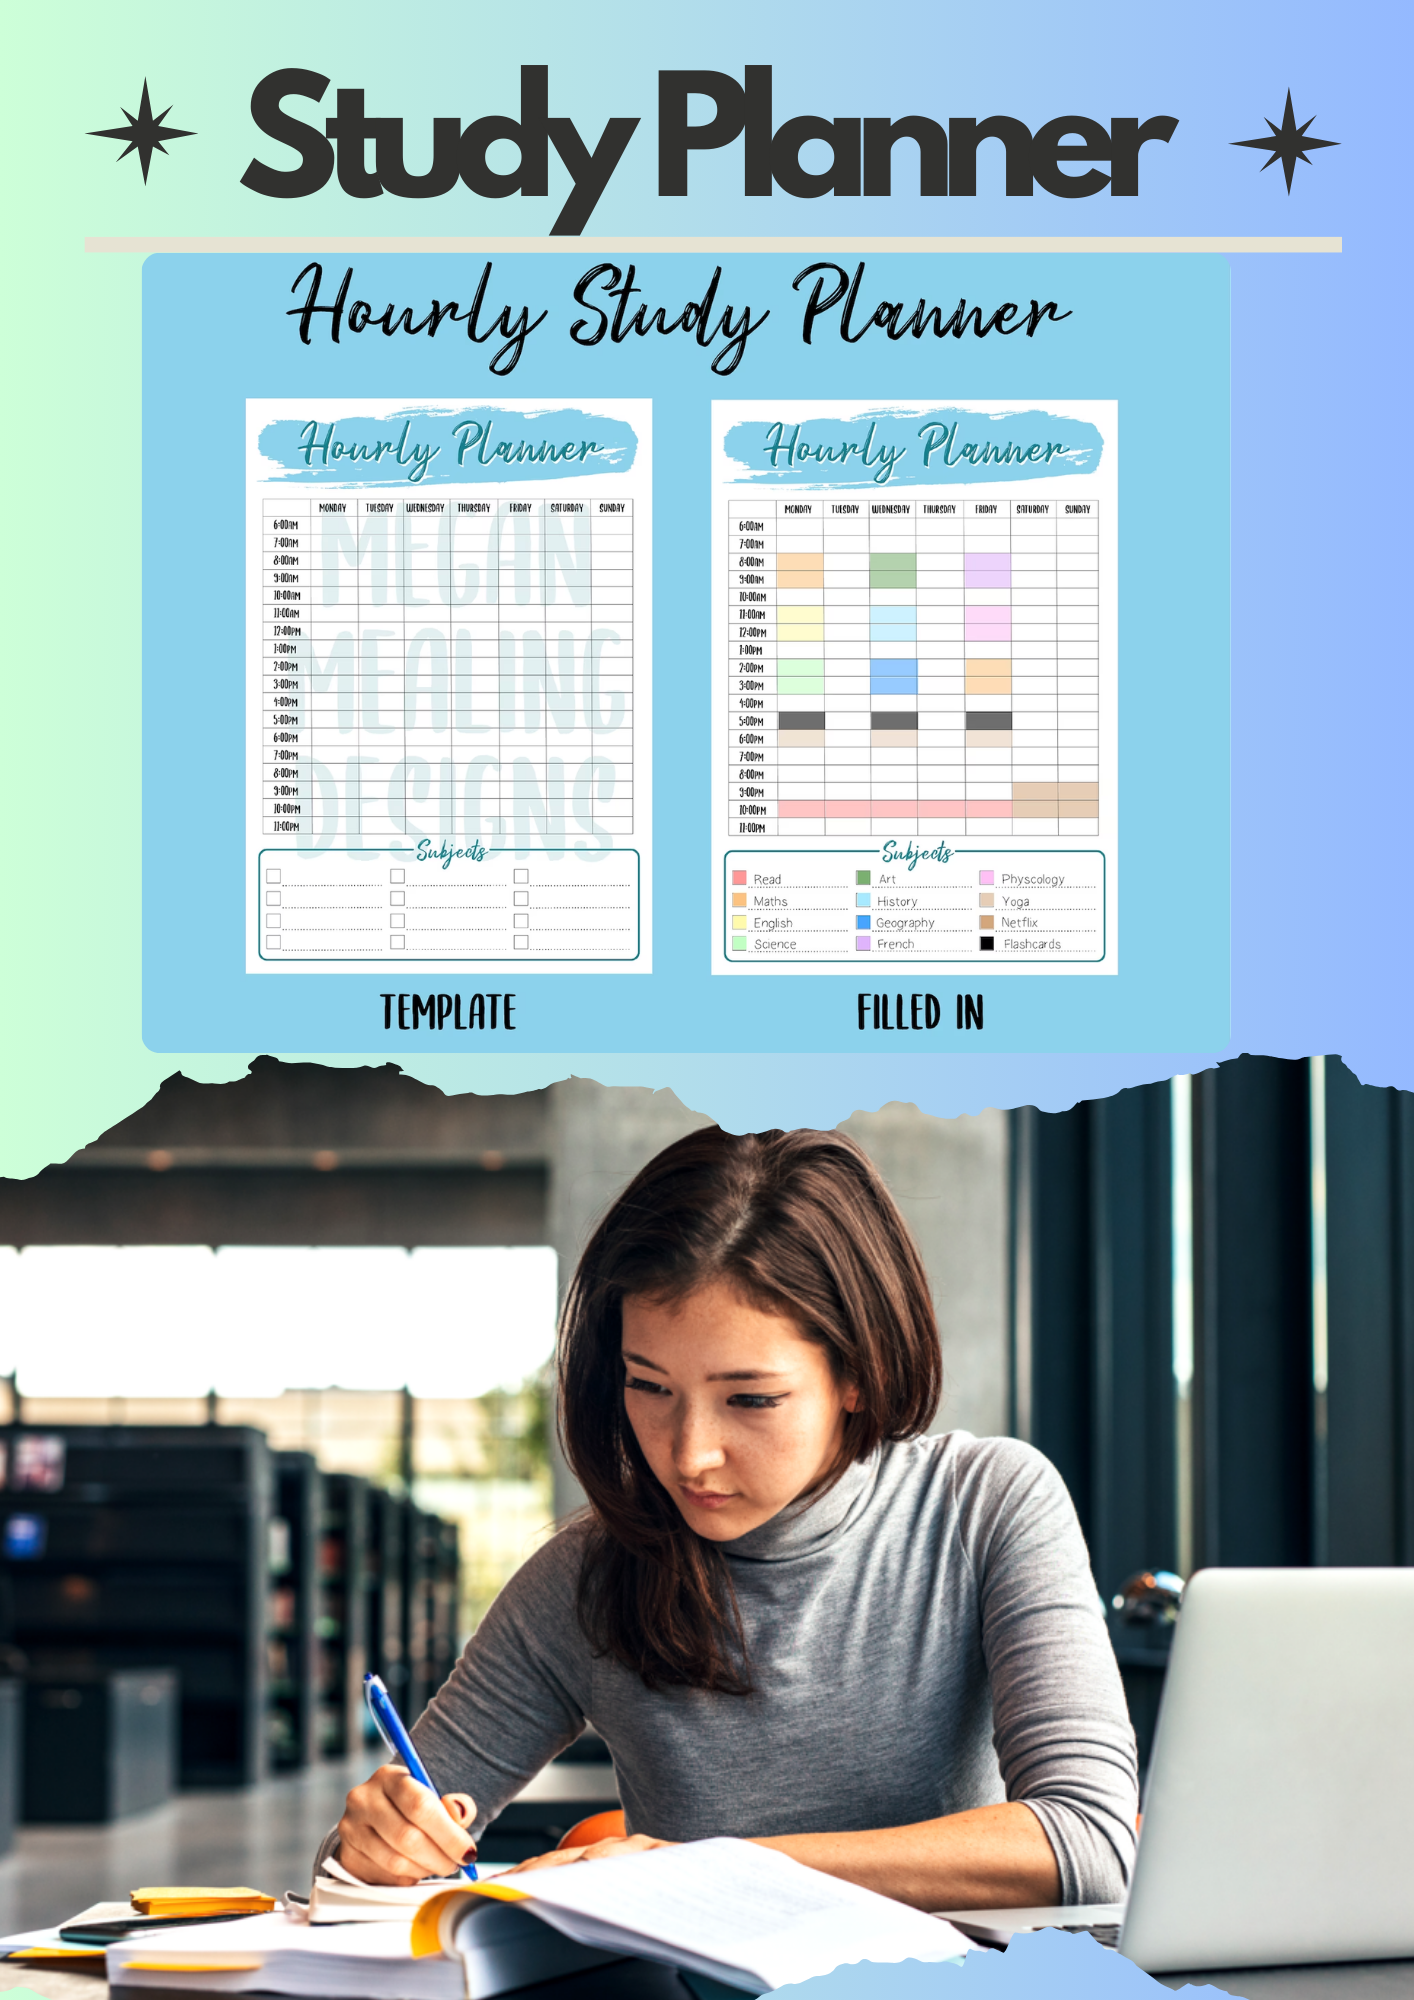 Study Planner
Hourly Study Planner
Hourly Planner
MONDAY TUESDAY WEDNESDAY THURSDAY FRIDAY SATURDAY SUNDAY
6:00AM
7:00AM
8:00AM
9:00AM
10:00AM
11:00AM
12:00PM
1:00PM
2:00PM
3:00PM
4:00PM
5:00PM
6:00PM
7:00PM
8:00PM
9:00PM
10:00PM
11:00PM
MEGAN
MEALING
DESIGNS
Subjects
TEMPLATE
Hourly Planner
MONDAY TUESDAY WEDNESDAY THURSDAY FRIDAY SATURDAY SUNDAY
6:00AM
7:00AM
8:00AM
9:00AM
10:00AM
11:00AM
12:00PM
1:00PM
2:00PM
3:00PM
4:00PM
5:00PM
6:00PM
7:00PM
8:00PM
9:00PM
10:00PM
11:00PM
Subjects
Read Art Physcology
Maths History Yoga
English Geography Netflix
Science French Flashcards
FILLED IN